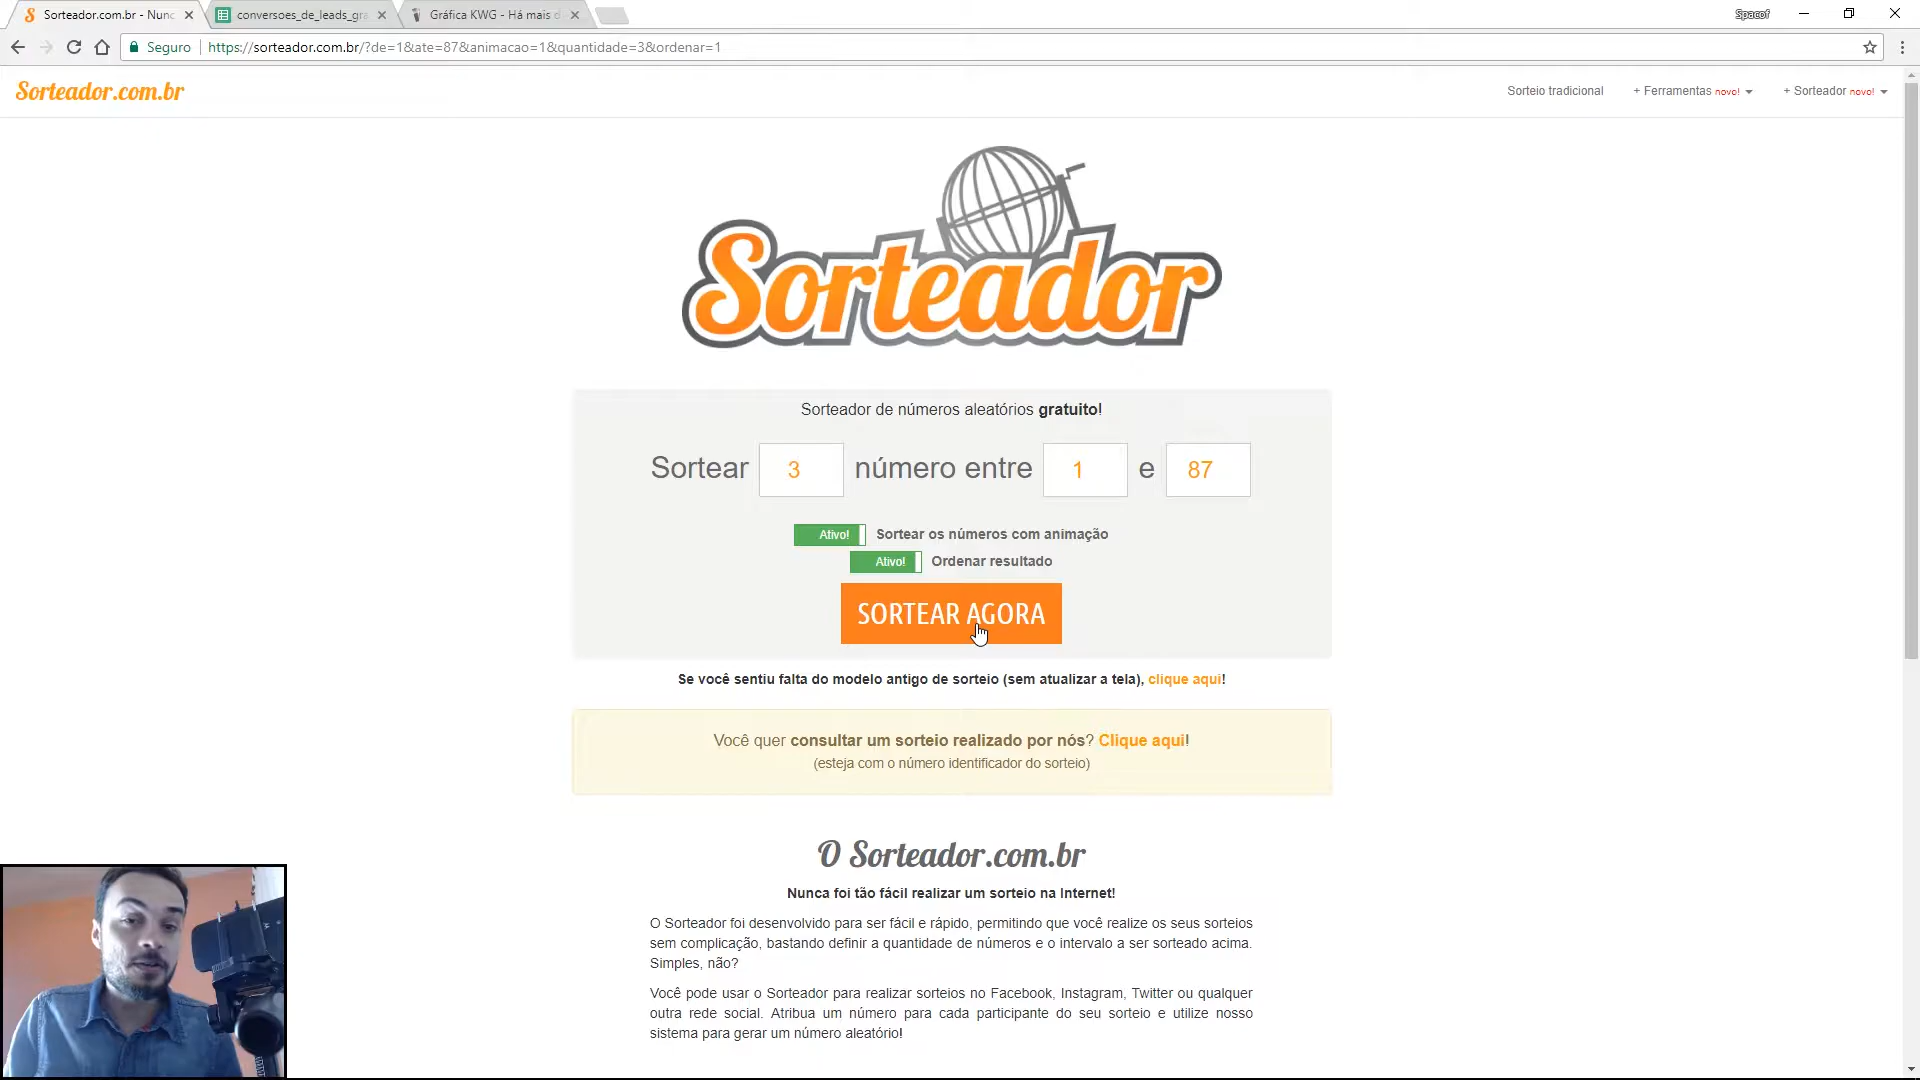 Sorteador.com.br - Nunc
conversoes_de_leads_gra
Gráfica KWG - Há mais d
Spacof
Seguro
https://sorteador.com.br/?de=1&ate=87&animacao=1&quantidade=3&ordenar=1
Sorteador.com.br
Sorteio tradicional
+ Ferramentas novo!
+ Sorteador novo!
Sorteador
Sorteador de números aleatórios gratuito!
Sortear 3 número entre 1 e 87
Ativo! Sortear os números com animação
Ativo! Ordenar resultado
SORTEAR AGORA
Se você sentiu falta do modelo antigo de sorteio (sem atualizar a tela), clique aqui!
Você quer consultar um sorteio realizado por nós? Clique aqui!
(esteja com o número identificador do sorteio)
O Sorteador.com.br
Nunca foi tão fácil realizar um sorteio na Internet!
O Sorteador foi desenvolvido para ser fácil e rápido, permitindo que você realize os seus sorteios
sem complicação, bastando definir a quantidade de números e o intervalo a ser sorteado acima.
Simples, não?
Você pode usar o Sorteador para realizar sorteios no Facebook, Instagram, Twitter ou qualquer
outra rede social. Atribua um número para cada participante do seu sorteio e utilize nosso
sistema para gerar um número aleatório!